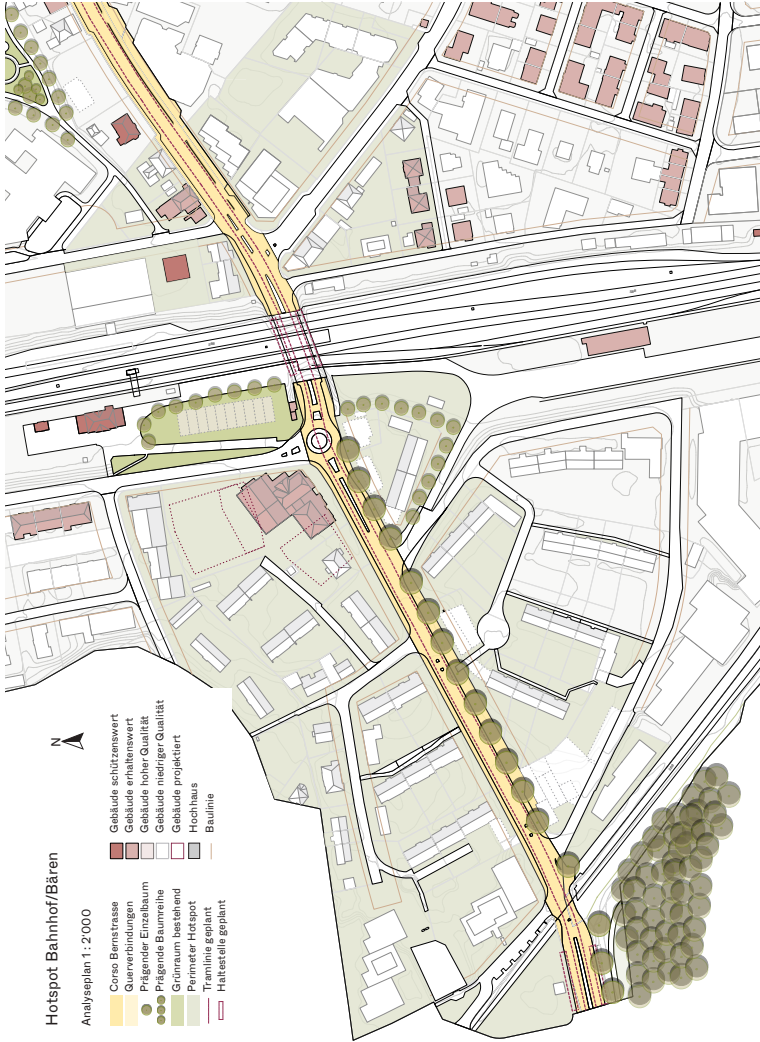 Hotspot Bahnhof/Bären
Analyseplan 1:2'000
N
Corso Bernstrasse
Querverbindungen
Prägender Einzelbaum
Prägende Baumreihe
Grünraum bestehend
Perimeter Hotspot
Tramlinie geplant
Haltestelle geplant
Gebäude schützenswert
Gebäude erhaltenswert
Gebäude hoher Qualität
Gebäude niedriger Qualität
Gebäude projektiert
Hochhaus
Baulinie